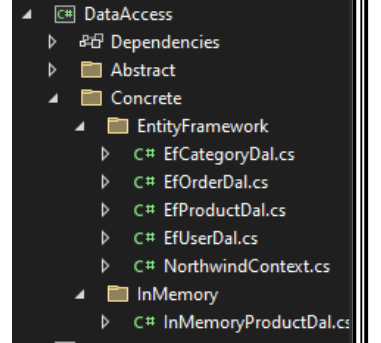 C# DataAccess
Dependencies
Abstract
Concrete
EntityFramework
C# EfCategoryDal.cs
C# EfOrderDal.cs
C# EfProductDal.cs
C# EfUserDal.cs
C# NorthwindContext.cs
InMemory
C# InMemoryProductDal.cs